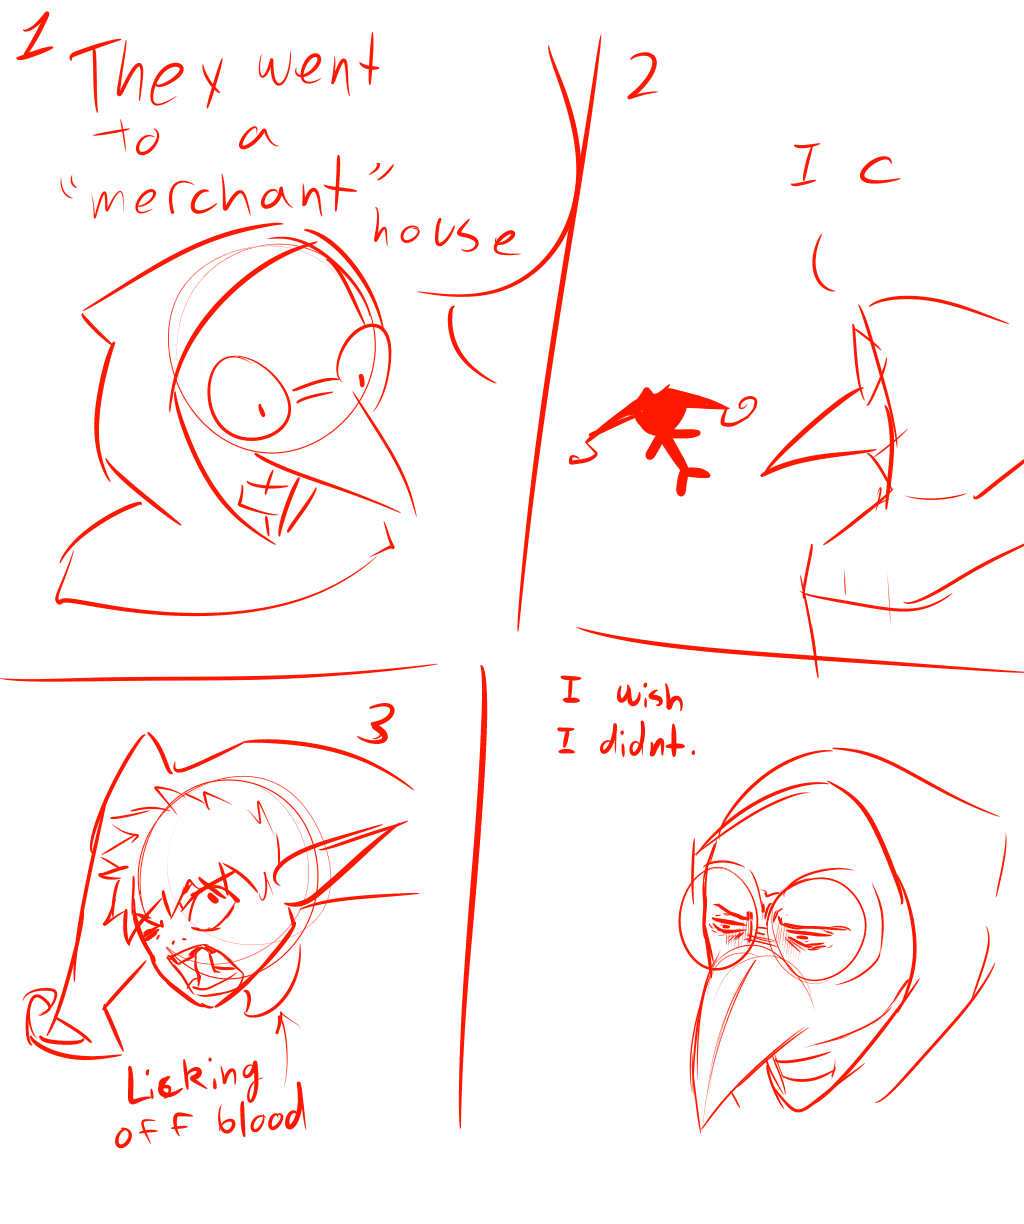 1
They went
to a
"merchant"
house
2
I c
3
Licking
off blood
I wish
I didnt.